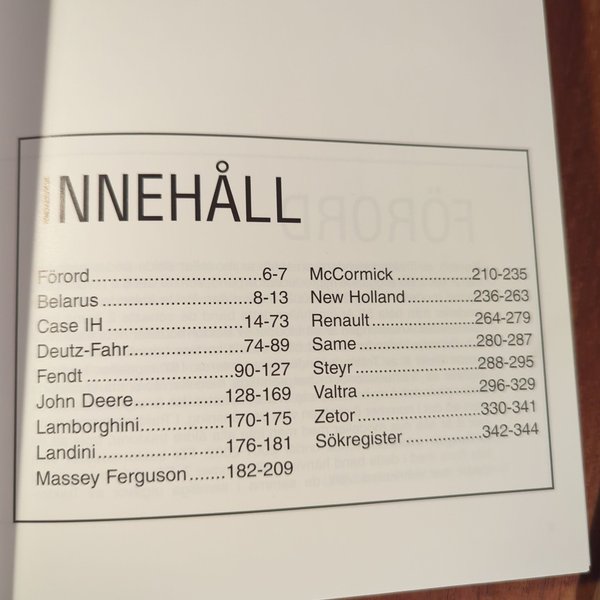 INNEHÅLL
Förord..............................6-7
Belarus ..........................8-13
Case IH ........................14-73
Deutz-Fahr....................74-89
Fendt ..........................90-127
John Deere................128-169
Lamborghini..............170-175
Landini......................176-181
Massey Ferguson .......182-209
McCormick ..............210-235
New Holland............236-263
Renault....................264-279
Same ......................280-287
Steyr........................288-295
Valtra ......................296-329
Zetor ......................330-341
Sökregister ..............342-344